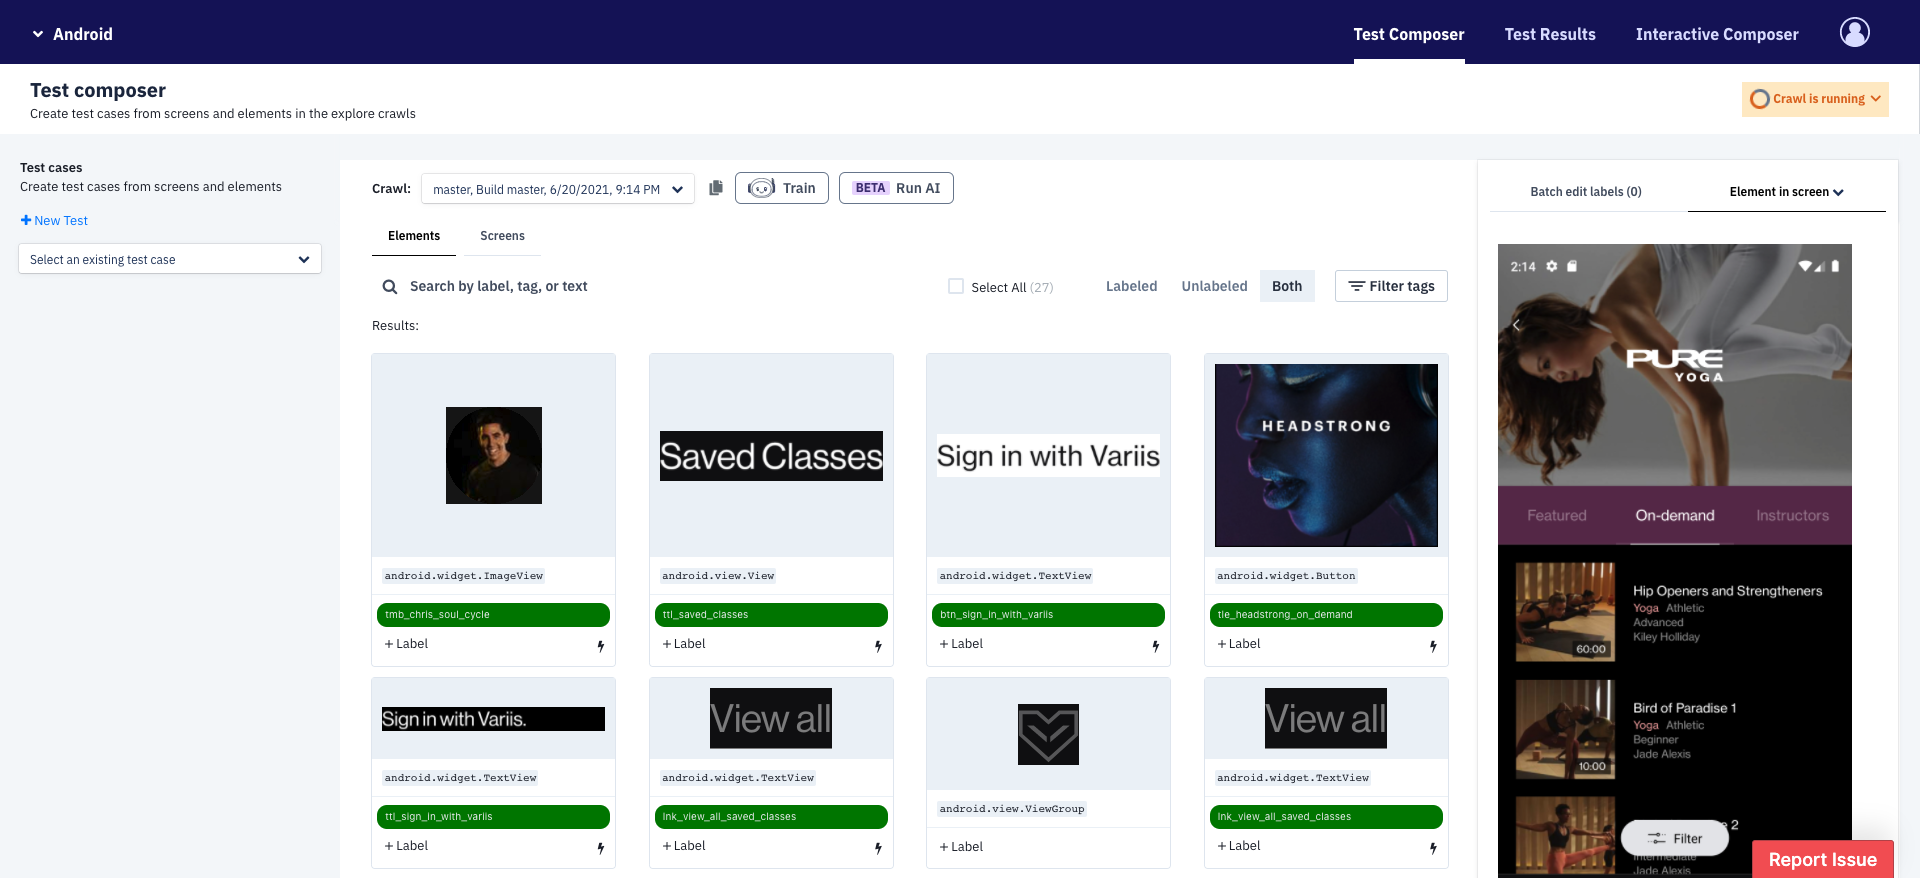 Android
Test Composer
Test Results
Interactive Composer
Test composer
Create test cases from screens and elements in the explore crawls
Crawl is running
Test cases
Create test cases from screens and elements
New Test
Select an existing test case
Crawl:
master, Build master, 6/20/2021, 9:14 PM
Train
BETA Run AI
Elements
Screens
Search by label, tag, or text
Select All (27)
Labeled
Unlabeled
Both
Filter tags
Results:
Saved Classes
Sign in with Variis
HEADSTRONG
android.widget.ImageView
android.view.View
android.widget.TextView
android.widget.Button
tmb_chris_soul_cycle
ttl_saved_classes
btn_sign_in_with_variis
tle_headstrong_on_demand
+ Label
+ Label
+ Label
+ Label
Sign in with Variis.
View all
View all
android.widget.TextView
android.widget.TextView
android.view.ViewGroup
android.widget.TextView
ttl_sign_in_with_variis
lnk_view_all_saved_classes
lnk_view_all_saved_classes
+ Label
+ Label
+ Label
+ Label
Batch edit labels (0)
Element in screen
2:14
PURE
YOGA
Featured
On-demand
Instructors
Hip Openers and Strengtheners
Yoga Athletic
Advanced
Kiley Holliday
60:00
Bird of Paradise 1
Yoga Athletic
Beginner
Jade Alexis
10:00
2
Filter
Intermediate
Jade Alexis
Report Issue